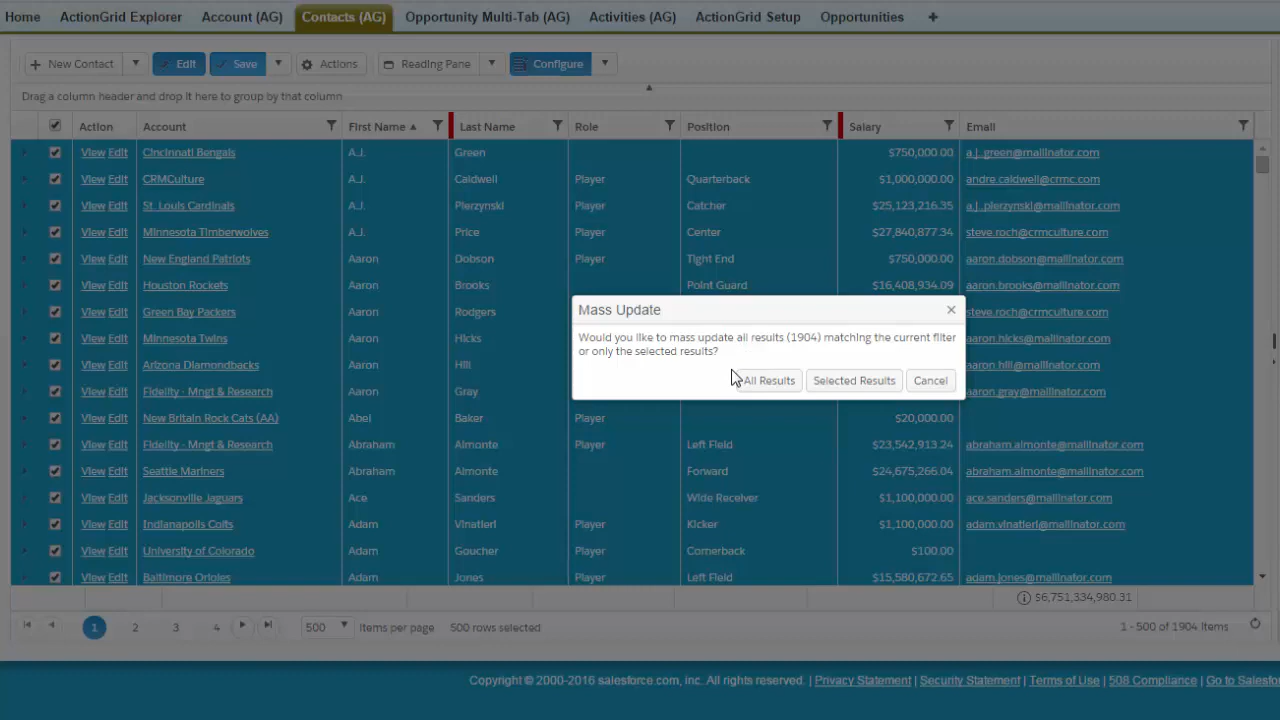 Home ActionGrid Explorer Account (AG) Contacts (AG) Opportunity Multi-Tab (AG) Activities (AG) ActionGrid Setup Opportunities +
New Contact Edit Save Actions Reading Pane Configure
Drag a column header and drop it here to group by that column
Action Account First Name Last Name Role Position Salary Email
View Edit Cincinnati Bengals A.J. Green $750,000.00 a.j..green@mailinator.com
View Edit CRMCulture A.J. Caldwell Player Quarterback $1,000,000.00 andre.caldwell@crmc.com
View Edit St. Louis Cardinals A.J. Pierzynski Player Catcher $25,123,216.35 a.j..pierzynski@mailinator.com
View Edit Minnesota Timberwolves A.J. Price Player Center $27,840,877.34 steve.roch@crmculture.com
View Edit New England Patriots Aaron Dobson Player Tight End $750,000.00 aaron.dobson@mailinator.com
View Edit Houston Rockets Aaron Brooks Point Guard $16,408,934.09 aaron.brooks@mailinator.com
View Edit Green Bay Packers Aaron Rodgers steve.roch@crmculture.com
View Edit Minnesota Twins Aaron Hicks aaron.hicks@mailinator.com
View Edit Arizona Diamondbacks Aaron Hill aaron.hill@mailinator.com
View Edit Fidelity - Mngt & Research Aaron Gray aaron.gray@mailinator.com
Mass Update
Would you like to mass update all results (1904) matching the current filter
or only the selected results?
All Results Selected Results Cancel
View Edit New Britain Rock Cats (AA) Abel Baker Player $20,000.00
View Edit Fidelity - Mngt & Research Abraham Almonte Player Left Field $23,542,913.24 abraham.almonte@mailinator.com
View Edit Seattle Mariners Abraham Almonte Forward $24,675,266.04 abraham.almonte@mailinator.com
View Edit Jacksonville Jaguars Ace Sanders Wide Receiver $1,100,000.00 ace.sanders@mailinator.com
View Edit Indianapolis Colts Adam Vinatieri Player Kicker $1,100,000.00 adam.vinatieri@mailinator.com
View Edit University of Colorado Adam Goucher Player Cornerback $100.00
View Edit Baltimore Orioles Adam Jones Player Left Field $15,580,672.65 adam.jones@mailinator.com
$6,751,334,980.31
1 2 3 4 500 items per page 500 rows selected 1 - 500 of 1904 items
Copyright © 2000-2016 salesforce.com, inc. All rights reserved. | Privacy Statement | Security Statement | Terms of Use | 508 Compliance | Go to Salesfor